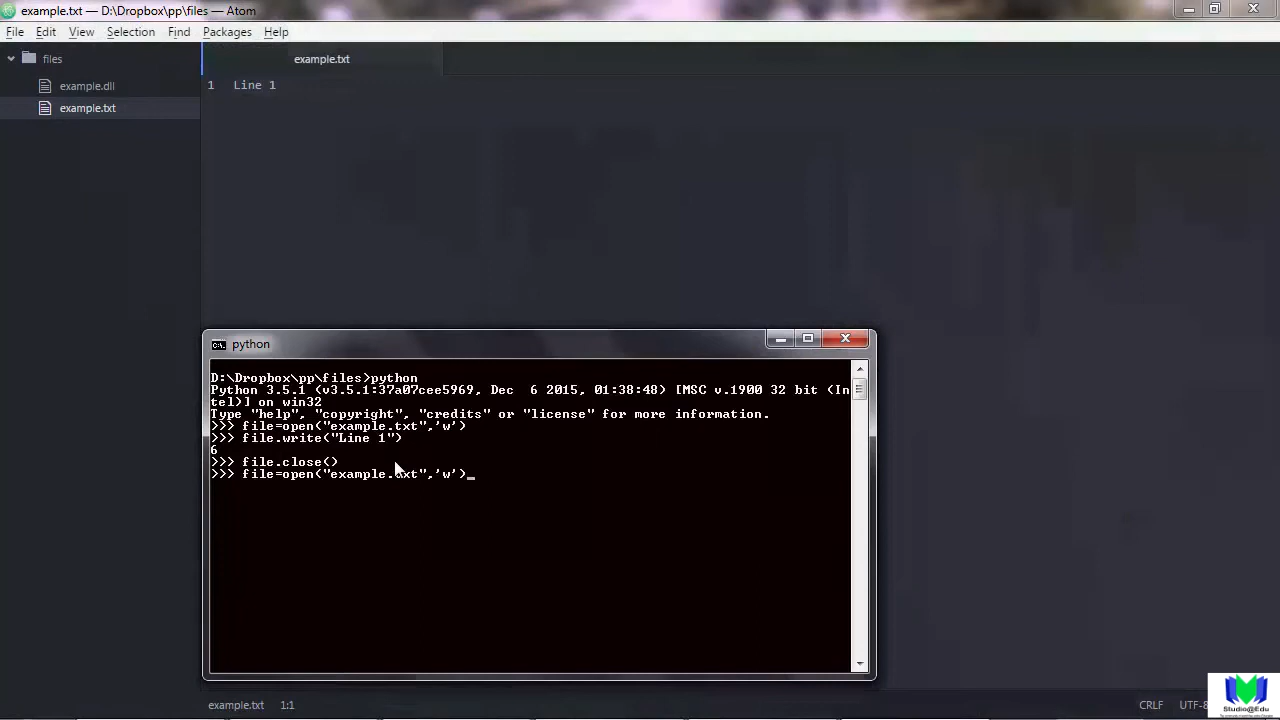 example.txt — D:\Dropbox\pp\files — Atom
File Edit View Selection Find Packages Help
files
example.txt
example.dll
1 Line 1
example.txt
python
D:\Dropbox\pp\files>python
Python 3.5.1 (v3.5.1:37a07cee5969, Dec  6 2015, 01:38:48) [MSC v.1900 32 bit (In
tel)] on win32
Type "help", "copyright", "credits" or "license" for more information.
>>> file=open("example.txt",'w')
>>> file.write("Line 1")
6
>>> file.close()
>>> file=open("example.txt",'w')_
example.txt 1:1 CRLF UTF-8
Studio@Edu